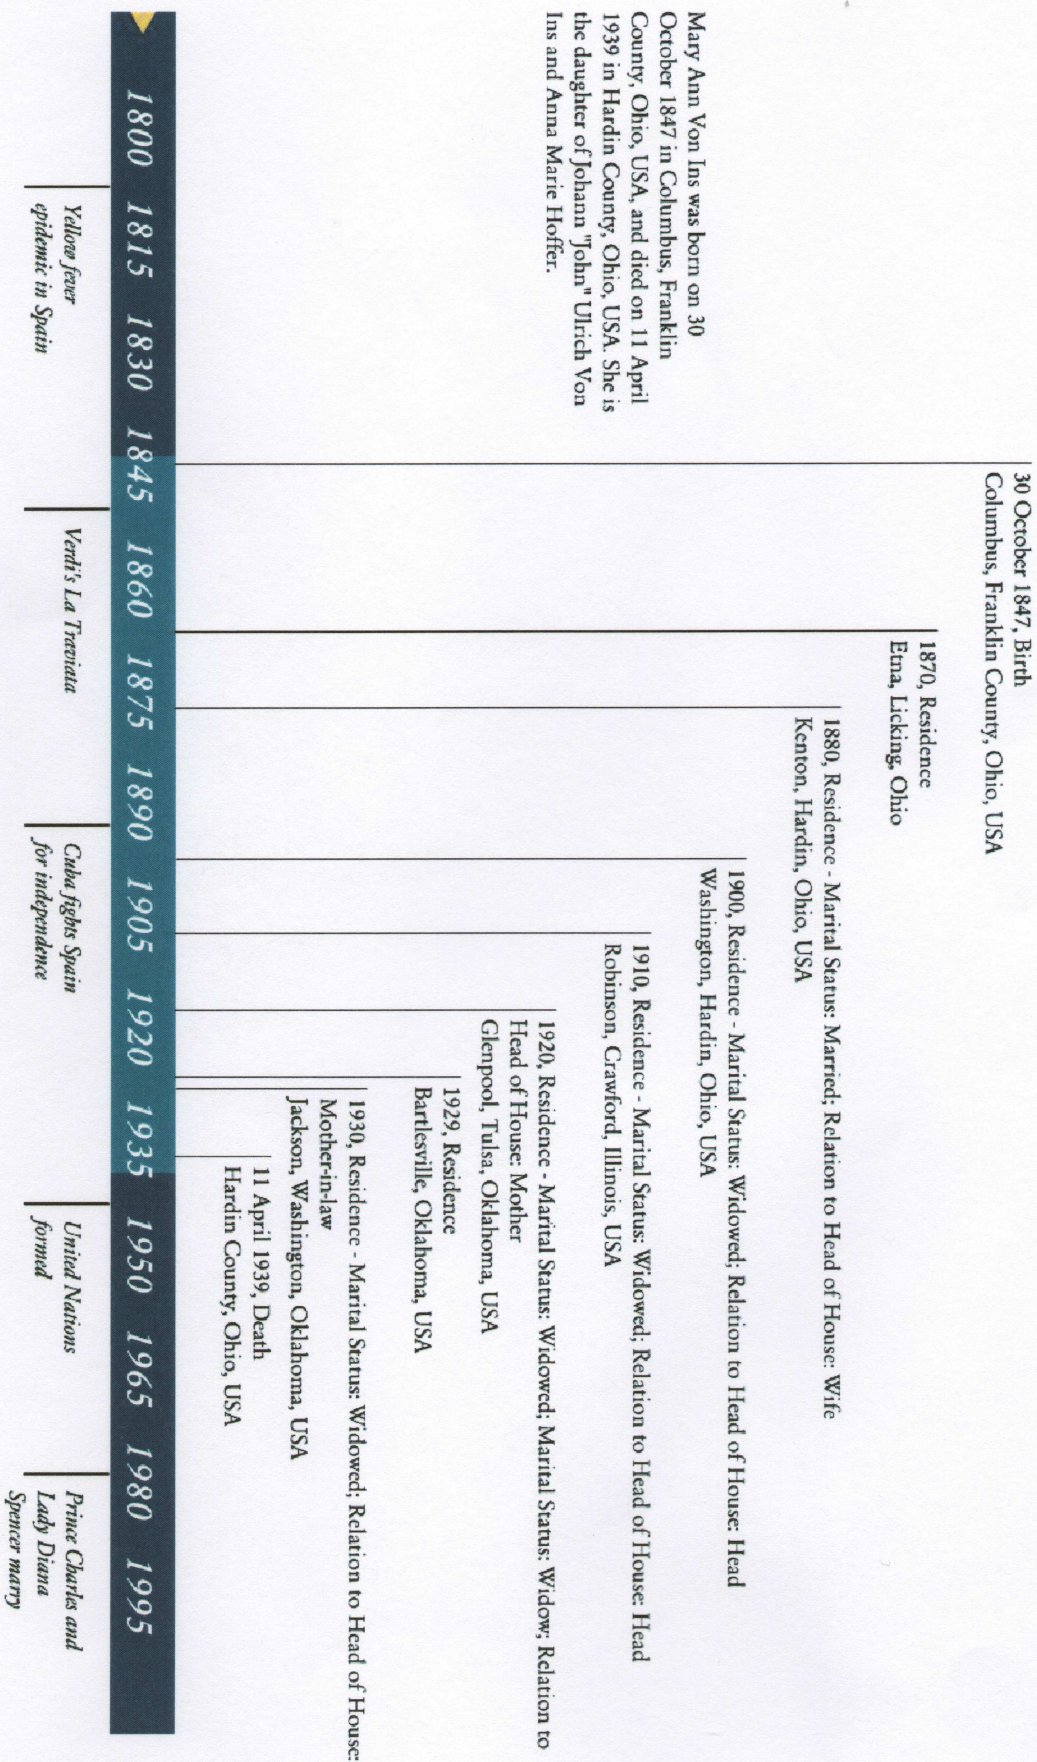 30 October 1847, Birth
Columbus, Franklin County, Ohio, USA
1870, Residence
Etna, Licking, Ohio
1880, Residence - Marital Status: Married; Relation to Head of House: Wife
Kenton, Hardin, Ohio, USA
1900, Residence - Marital Status: Widowed; Relation to Head of House: Head
Washington, Hardin, Ohio, USA
Mary Ann Von Ins was born on 30
October 1847 in Columbus, Franklin
County, Ohio, USA, and died on 11 April
1939 in Hardin County, Ohio, USA. She is
the daughter of Johann "John" Ulrich Von
Ins and Anna Marie Hoffer.
1910, Residence - Marital Status: Widowed; Relation to Head of House: Head
Robinson, Crawford, Illinois, USA
1920, Residence - Marital Status: Widowed; Marital Status: Widow; Relation to
Head of House: Mother
Glenpool, Tulsa, Oklahoma, USA
1929, Residence
Bartlesville, Oklahoma, USA
1930, Residence - Marital Status: Widowed; Relation to Head of House:
Mother-in-law
Jackson, Washington, Oklahoma, USA
11 April 1939, Death
Hardin County, Ohio, USA
1800 1815 1830 1845 1860 1875 1890 1905 1920 1935 1950 1965 1980 1995
Yellow fever
epidemic in Spain
Verdi's La Traviata
Cuba fights Spain
for independence
United Nations
formed
Prince Charles and
Lady Diana
Spencer marry